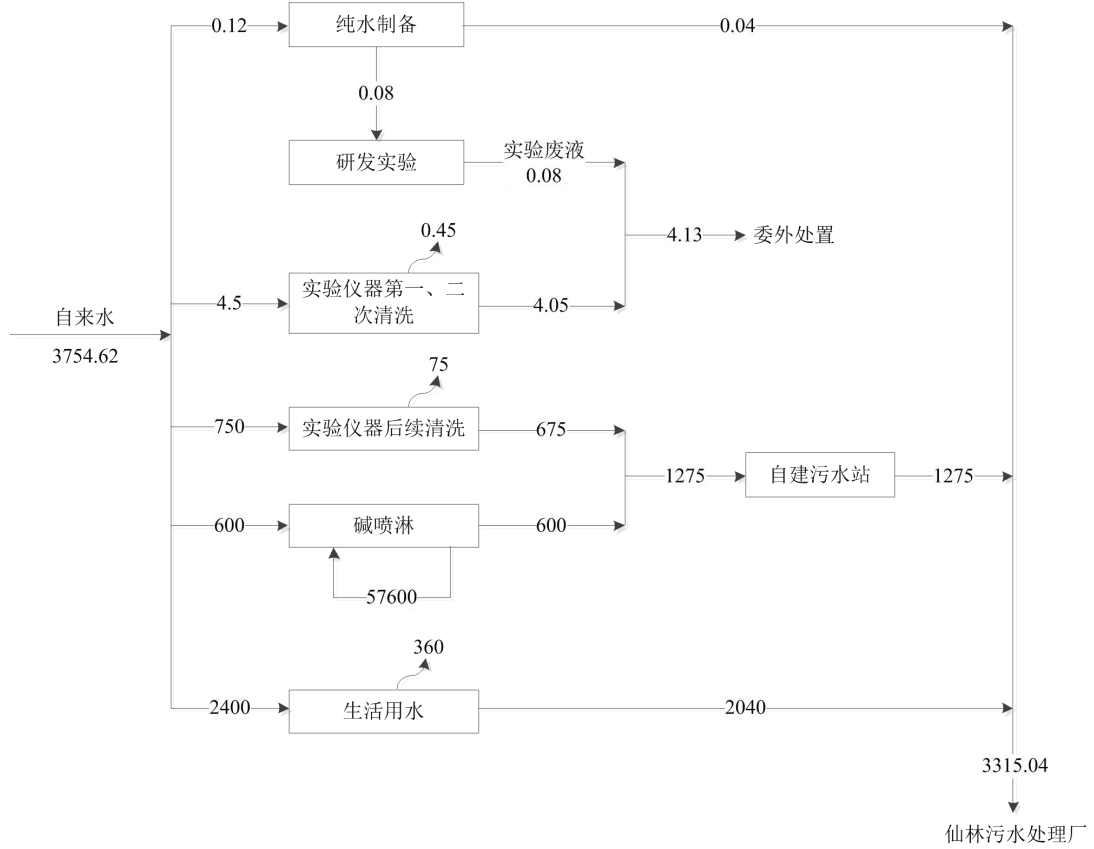 0.12
纯水制备
0.04
0.08
研发实验
实验废液
0.08
0.45
4.13
委外处置
4.5
实验仪器第一、二
次清洗
4.05
自来水
3754.62
75
750
实验仪器后续清洗
675
1275
自建污水站
1275
600
碱喷淋
600
57600
360
2400
生活用水
2040
3315.04
仙林污水处理厂